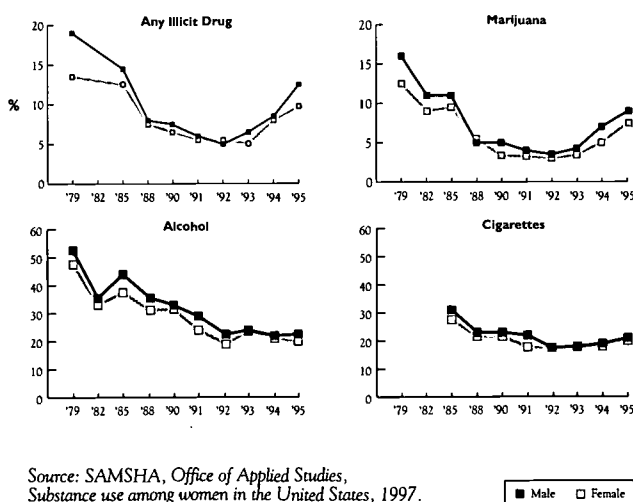 Any Illicit Drug
20
15
%
10
5
0
'79 '82 '85 '88 '90 '91 '92 '93 '94 '95
Marijuana
20
15
10
5
0
'79 '82 '85 '88 '90 '91 '92 '93 '94 '95
Alcohol
60
50
40
30
20
10
0
'79 '82 '85 '88 '90 '91 '92 '93 '94 '95
Cigarettes
60
50
40
30
20
10
0
'79 '82 '85 '88 '90 '91 '92 '93 '94 '95
Source: SAMSHA, Office of Applied Studies,
Substance use among women in the United States, 1997.
Male Female